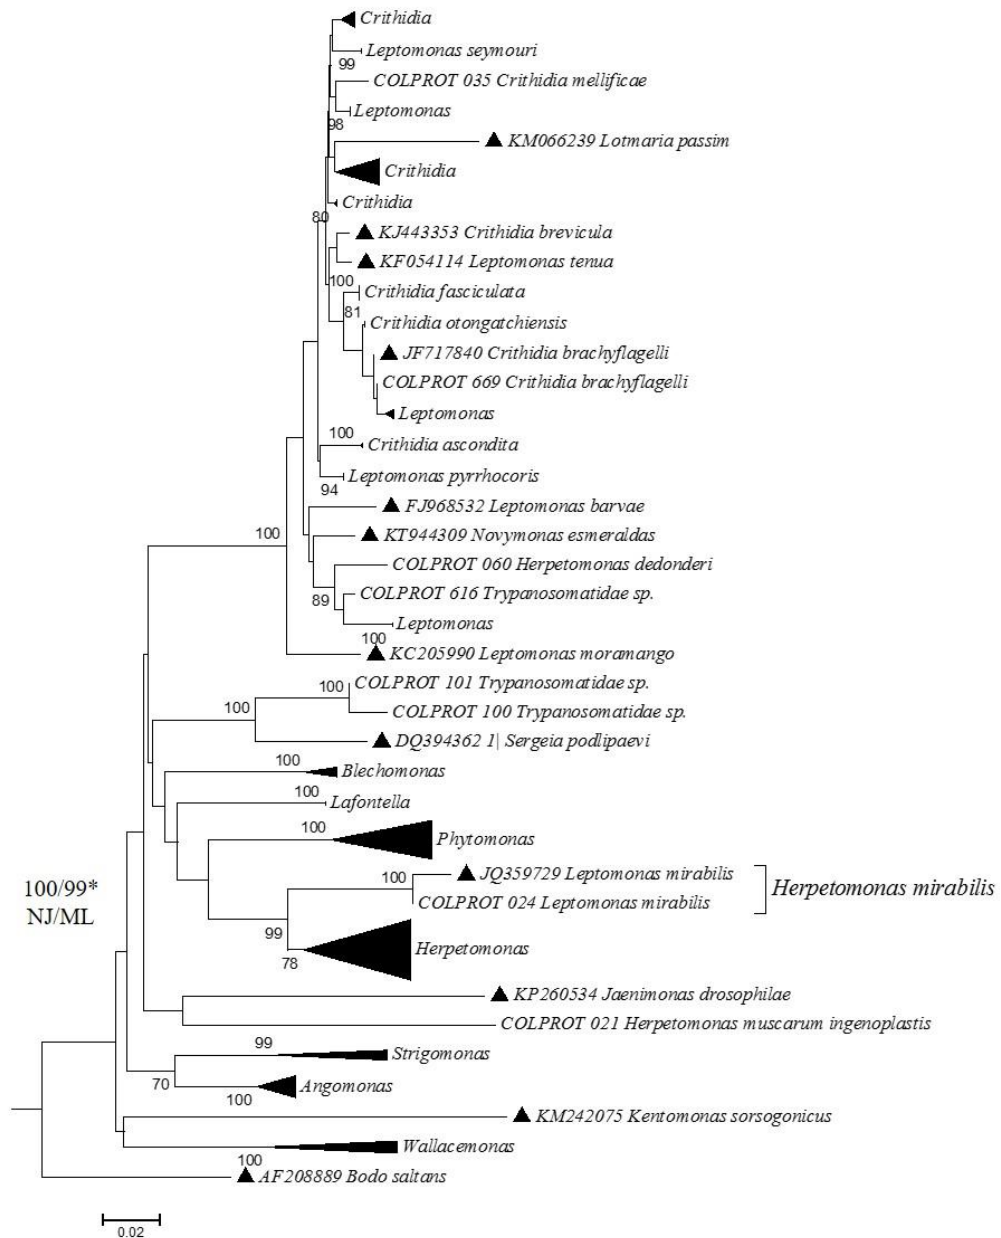 Crithidia
Leptomonas seymouri
99
COLPROT 035 Crithidia mellificae
Leptomonas
98
KM066239 Lotmaria passim
Crithidia
Crithidia
80
KJ443353 Crithidia brevicula
KF054114 Leptomonas tenua
100
Crithidia fasciculata
81
Crithidia otongatchiensis
JF717840 Crithidia brachyflagelli
COLPROT 669 Crithidia brachyflagelli
Leptomonas
100
Crithidia ascondita
Leptomonas pyrrhocoris
94
FJ968532 Leptomonas barvae
100
KT944309 Novymonas esmeraldas
COLPROT 060 Herpetomonas dedonderi
COLPROT 616 Trypanosomatidae sp.
89
Leptomonas
100
KC205990 Leptomonas moramango
100
COLPROT 101 Trypanosomatidae sp.
100
COLPROT 100 Trypanosomatidae sp.
DQ394362 1| Sergeia podlipaevi
100
Blechomonas
100
Lafontella
100
Phytomonas
100
JQ359729 Leptomonas mirabilis
Herpetomonas mirabilis
100/99*
NJ/ML
COLPROT 024 Leptomonas mirabilis
99
78
Herpetomonas
KP260534 Jaenimonas drosophilae
COLPROT 021 Herpetomonas muscarum ingenoplastis
99
Strigomonas
70
Angomonas
100
KM242075 Kentomonas sorsogonicus
Wallacemonas
100
AF208889 Bodo saltans
0.02